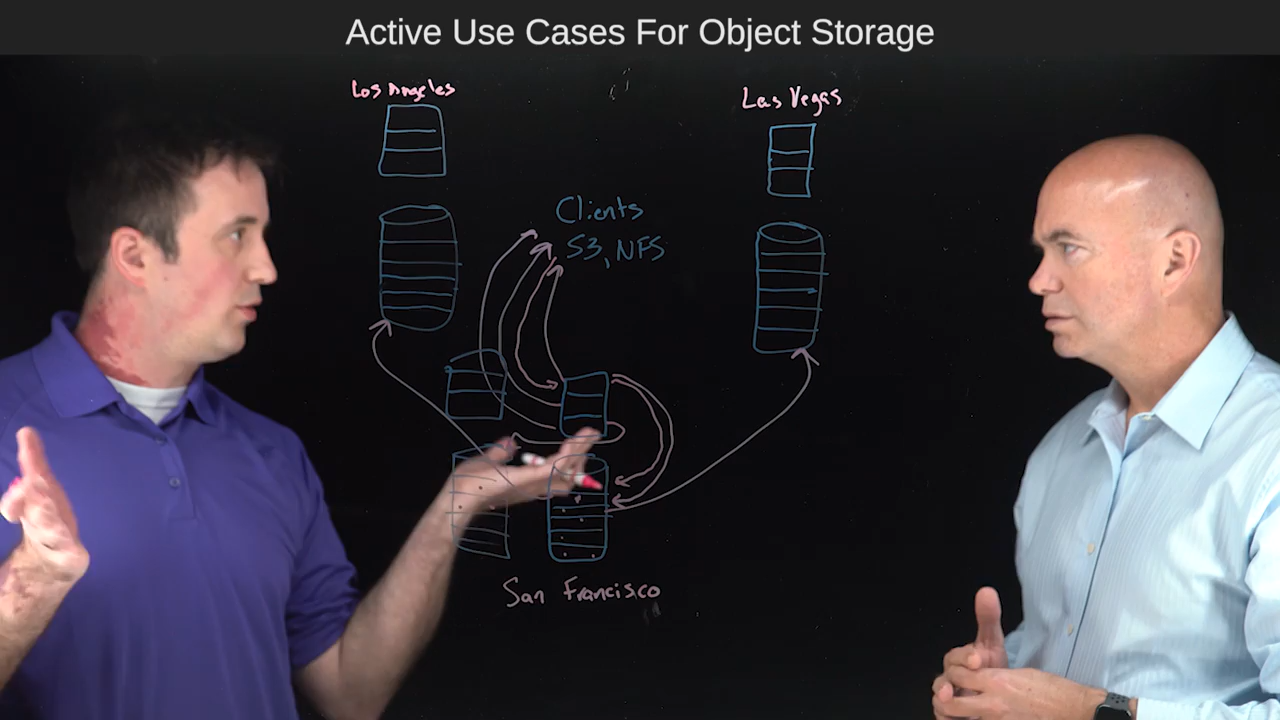 Active Use Cases For Object Storage
Los Angeles
Las Vegas
Clients
S3, NFS
San Francisco